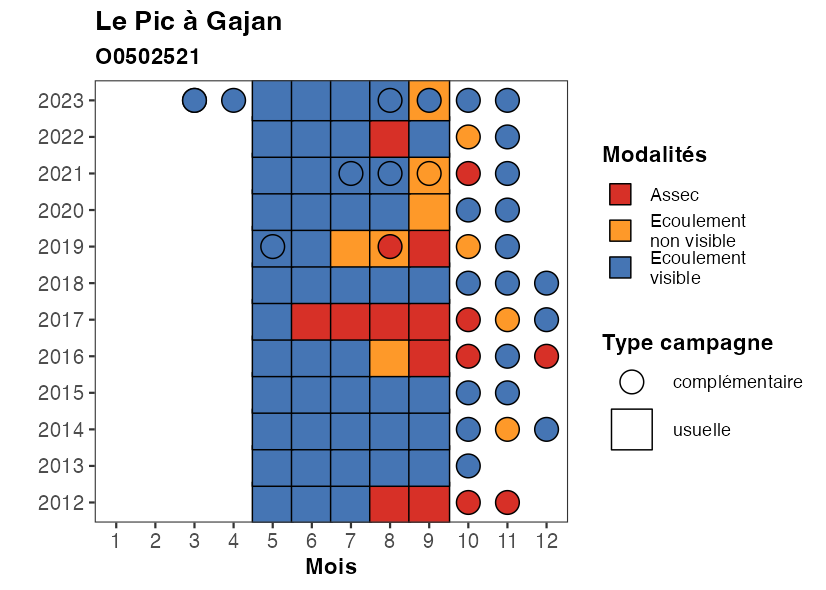 Le Pic à Gajan
O0502521
2023
2022
2021
2020
2019
2018
2017
2016
2015
2014
2013
2012
1 2 3 4 5 6 7 8 9 10 11 12
Mois
Modalités
Assec
Ecoulement
non visible
Ecoulement
visible
Type campagne
complémentaire
usuelle